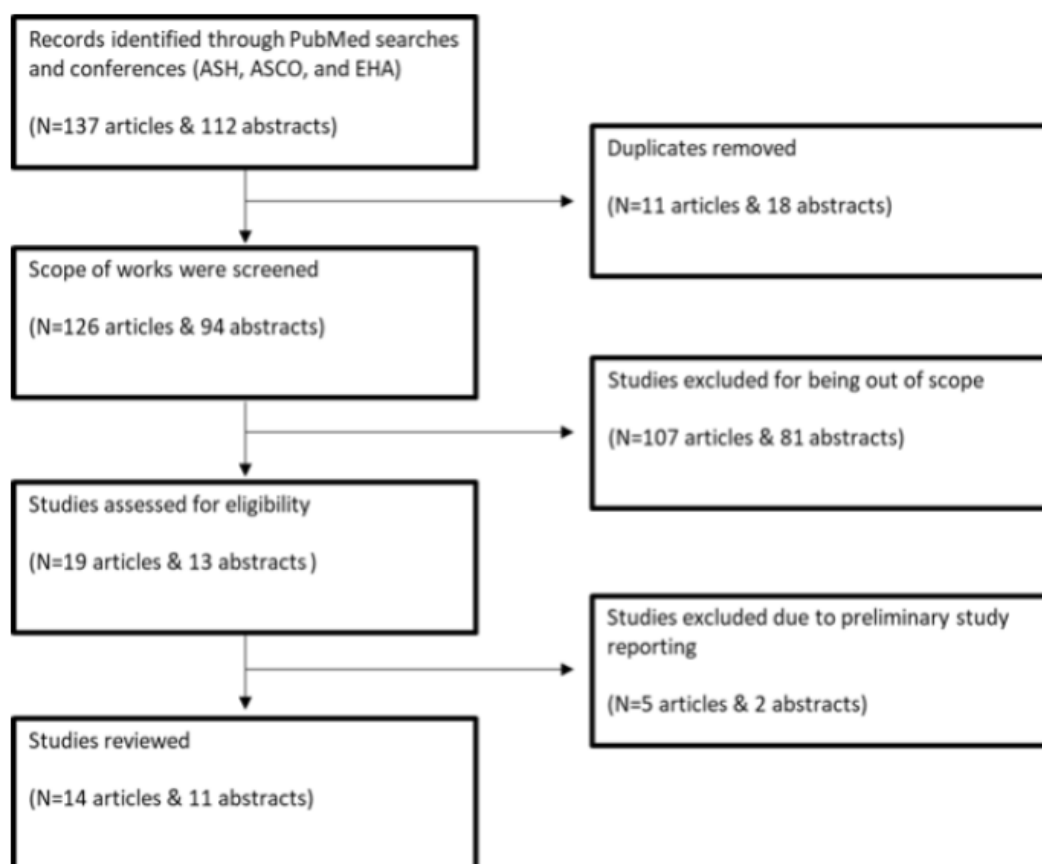 Records identified through PubMed searches
and conferences (ASH, ASCO, and EHA)
(N=137 articles & 112 abstracts)
Duplicates removed
(N=11 articles & 18 abstracts)
Scope of works were screened
(N=126 articles & 94 abstracts)
Studies excluded for being out of scope
(N=107 articles & 81 abstracts)
Studies assessed for eligibility
(N=19 articles & 13 abstracts )
Studies excluded due to preliminary study
reporting
(N=5 articles & 2 abstracts)
Studies reviewed
(N=14 articles & 11 abstracts)